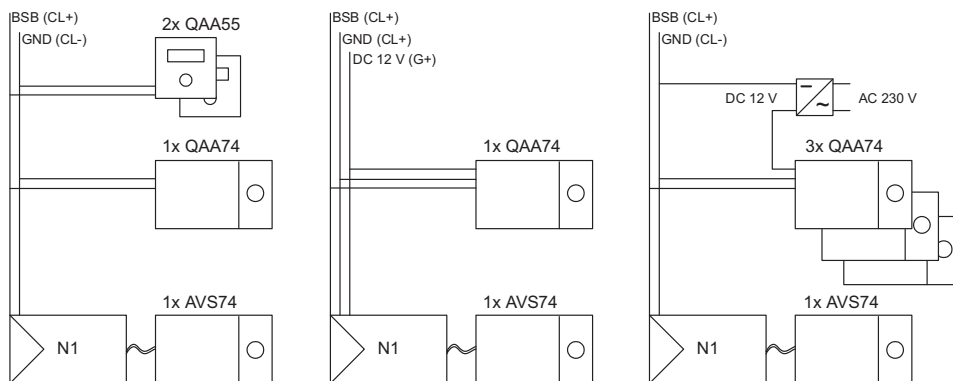 BSB (CL+)
GND (CL-)
2x QAA55
1x QAA74
1x AVS74
N1
BSB (CL+)
GND (CL+)
DC 12 V (G+)
1x QAA74
1x AVS74
N1
BSB (CL+)
GND (CL-)
DC 12 V
AC 230 V
3x QAA74
1x AVS74
N1